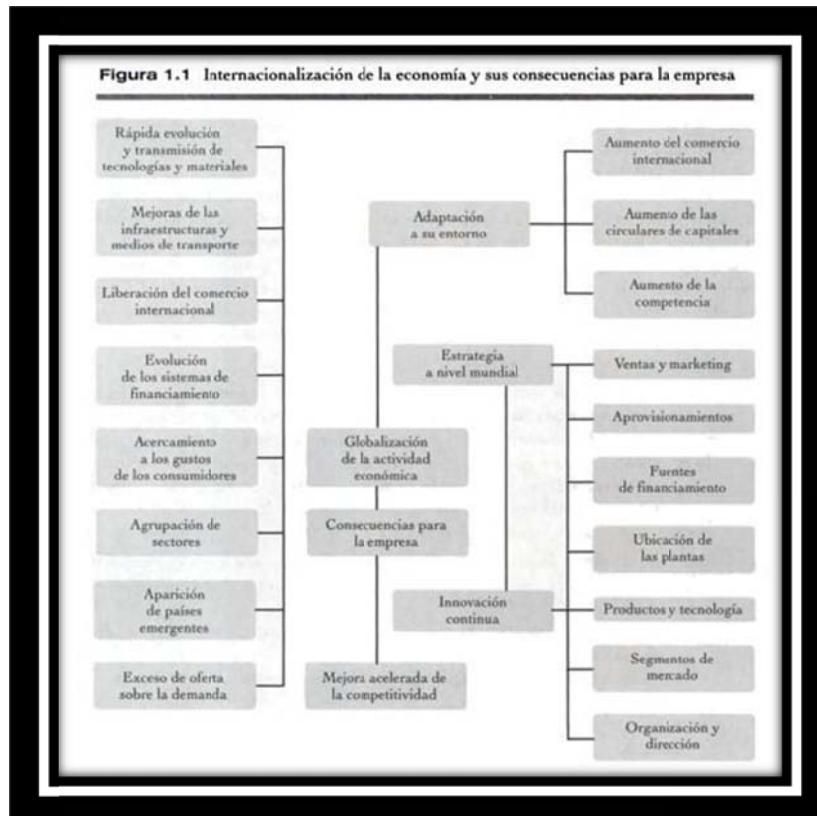 Figura 1.1 Internacionalización de la economía y sus consecuencias para la empresa
Rápida evolución
y transmisión de
tecnologías y materiales
Mejoras de las
infraestructuras y
medios de transporte
Liberación del comercio
internacional
Evolución
de los sistemas de
financiamiento
Acercamiento
a los gustos
de los consumidores
Agrupación de
sectores
Aparición
de países
emergentes
Exceso de oferta
sobre la demanda
Adaptación
a su entorno
Estrategia
a nivel mundial
Globalización
de la actividad
económica
Consecuencias para
la empresa
Innovación
continua
Mejora acelerada de
la competitividad
Aumento del comercio
internacional
Aumento de las
circulares de capitales
Aumento de la
competencia
Ventas y marketing
Aprovisionamientos
Fuentes
de financiamiento
Ubicación de
las plantas
Productos y tecnología
Segmentos de
mercado
Organización y
dirección